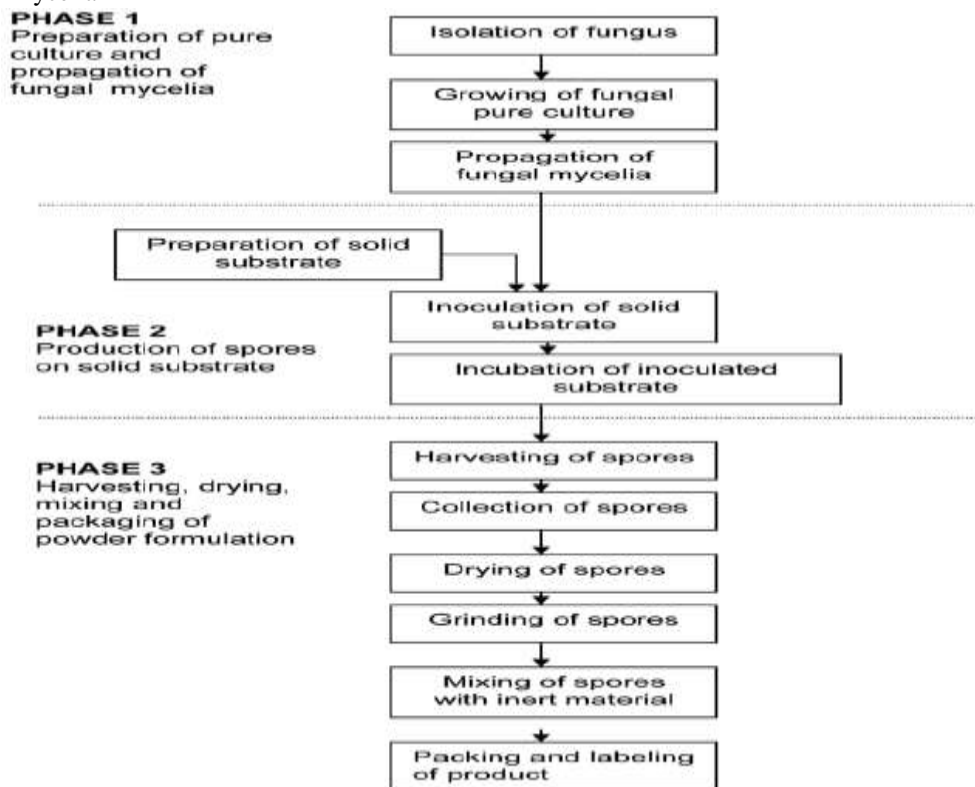 PHASE 1
Preparation of pure
culture and
propagation of
fungal mycelia
Isolation of fungus
Growing of fungal
pure culture
Propagation of
fungal mycelia
Preparation of solid
substrate
PHASE 2
Production of spores
on solid substrate
Inoculation of solid
substrate
Incubation of inoculated
substrate
PHASE 3
Harvesting, drying,
mixing and
packaging of
powder formulation
Harvesting of spores
Collection of spores
Drying of spores
Grinding of spores
Mixing of spores
with inert material
Packing and labeling
of product